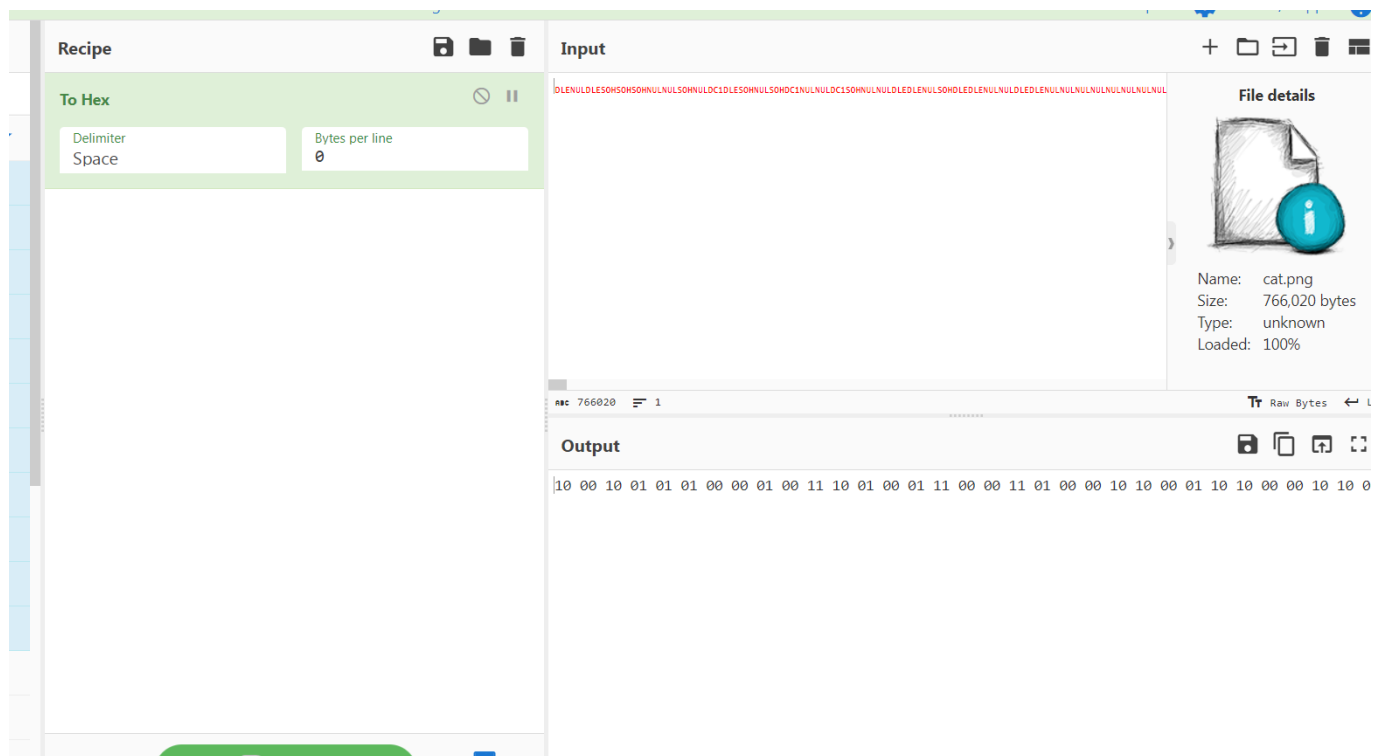 Recipe
To Hex
Delimiter
Space
Bytes per line
0
Input
DLENULDLESOHSOHSOHNULNULSOHNULDC1DLESOHNULSOHDC1NULNULDC1SOHNULNULDLEDLENULSOHDLEDLENULNULDLEDLENULNULNULNULNULNULNULNUL
File details
Name: cat.png
Size: 766,020 bytes
Type: unknown
Loaded: 100%
ABC 766020 1
Raw Bytes
Output
10 00 10 01 01 01 00 00 01 00 11 10 01 00 01 11 00 00 11 01 00 00 10 10 00 01 10 10 00 00 10 10 0